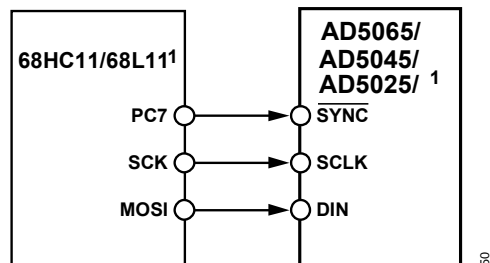 68HC11/68L11¹
AD5065/
AD5045/
AD5025/ ¹
PC7
SYNC
SCK
SCLK
MOSI
DIN